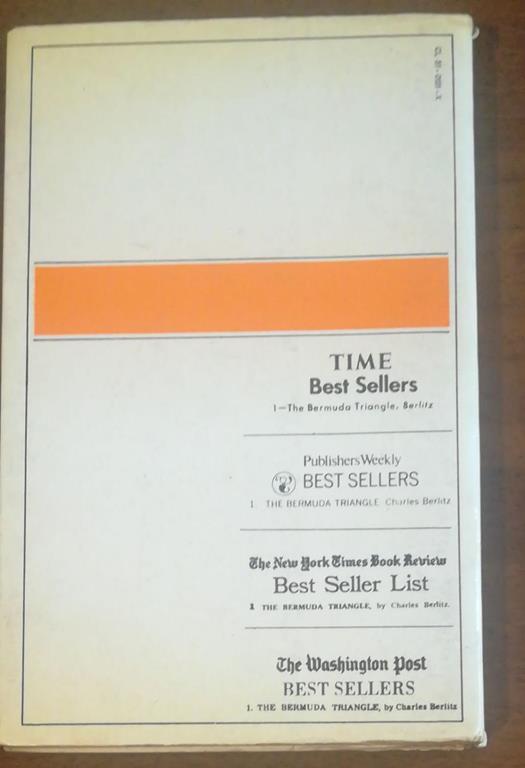 TIME
Best Sellers
1—The Bermuda Triangle, Berlitz
Publishers Weekly
BEST SELLERS
1. THE BERMUDA TRIANGLE Charles Berlitz
The New York Times Book Review
Best Seller List
1 THE BERMUDA TRIANGLE, by Charles Berlitz.
The Washington Post
BEST SELLERS
1. THE BERMUDA TRIANGLE, by Charles Berlitz